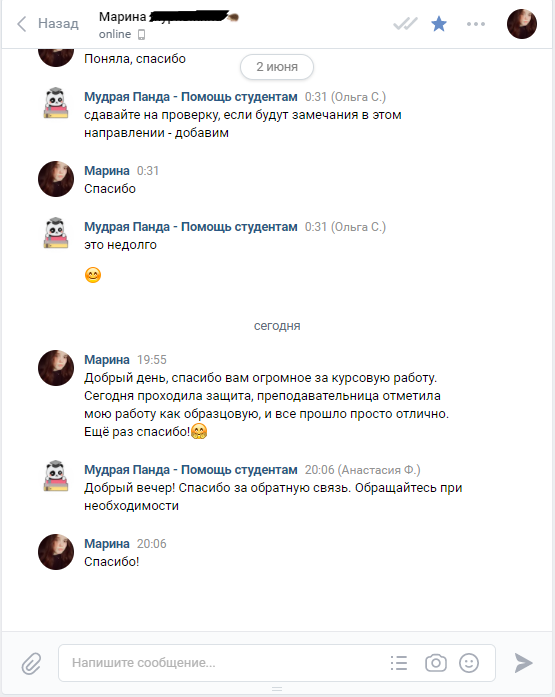 Назад
Марина
online
Поняла, спасибо
2 июня
Мудрая Панда - Помощь студентам 0:31 (Ольга С.)
сдавайте на проверку, если будут замечания в этом
направлении - добавим
Марина 0:31
Спасибо
Мудрая Панда - Помощь студентам 0:31 (Ольга С.)
это недолго
сегодня
Марина 19:55
Добрый день, спасибо вам огромное за курсовую работу.
Сегодня проходила защита, преподавательница отметила
мою работу как образцовую, и все прошло просто отлично.
Ещё раз спасибо!
Мудрая Панда - Помощь студентам 20:06 (Анастасия Ф.)
Добрый вечер! Спасибо за обратную связь. Обращайтесь при
необходимости
Марина 20:06
Спасибо!
Напишите сообщение...